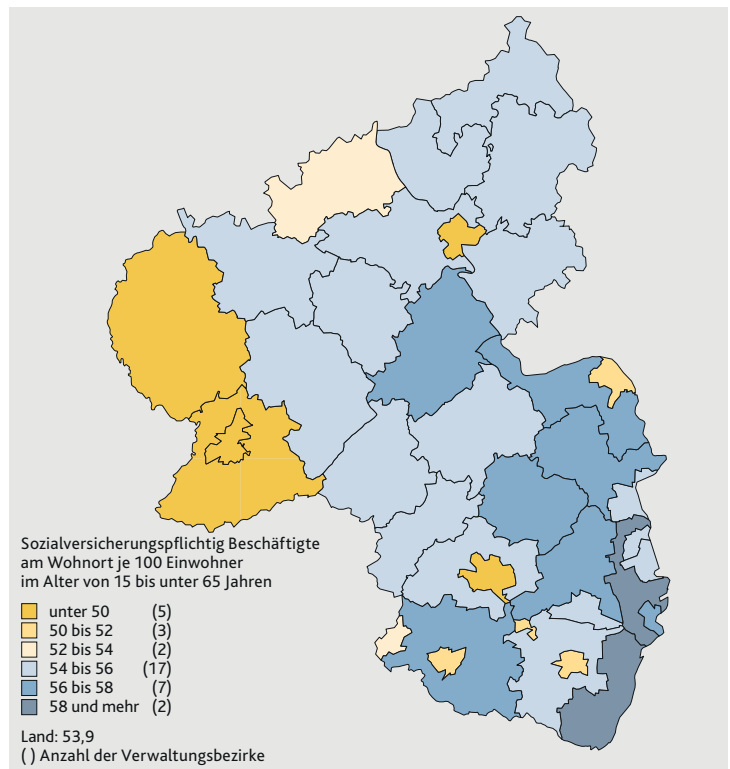 Sozialversicherungspflichtig Beschäftigte
am Wohnort je 100 Einwohner
im Alter von 15 bis unter 65 Jahren
unter 50 (5)
50 bis 52 (3)
52 bis 54 (2)
54 bis 56 (17)
56 bis 58 (7)
58 und mehr (2)
Land: 53,9
( ) Anzahl der Verwaltungsbezirke